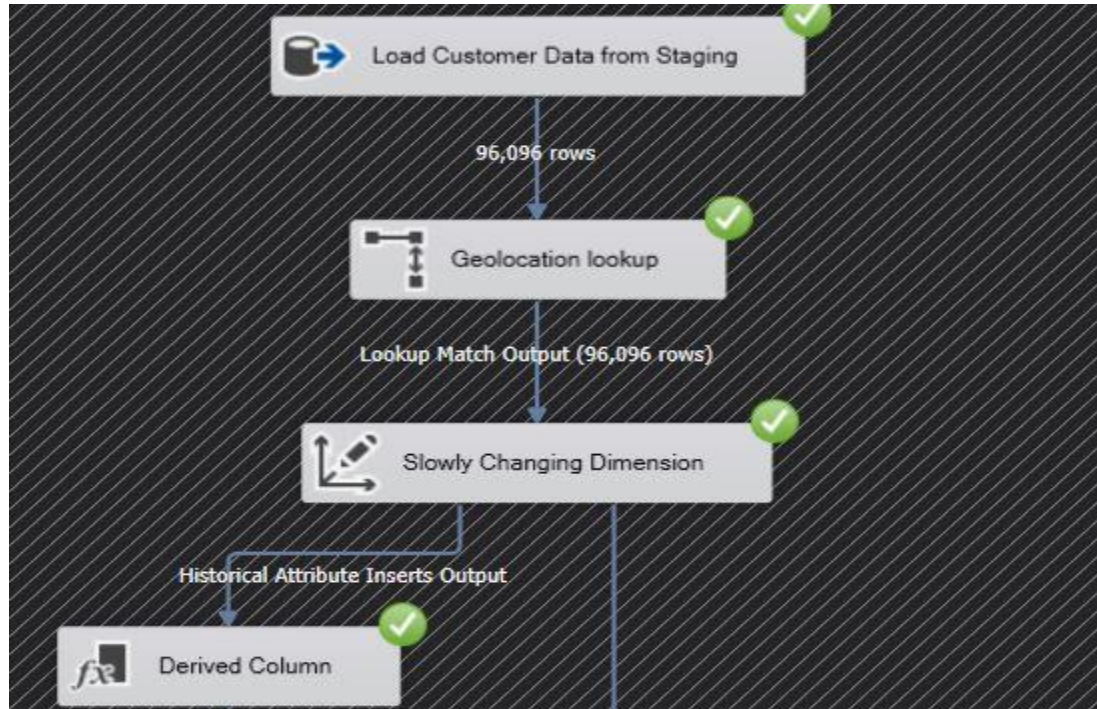 Load Customer Data from Staging
96,096 rows
Geolocation lookup
Lookup Match Output (96,096 rows)
Slowly Changing Dimension
Historical Attribute Inserts Output
fx
Derived Column